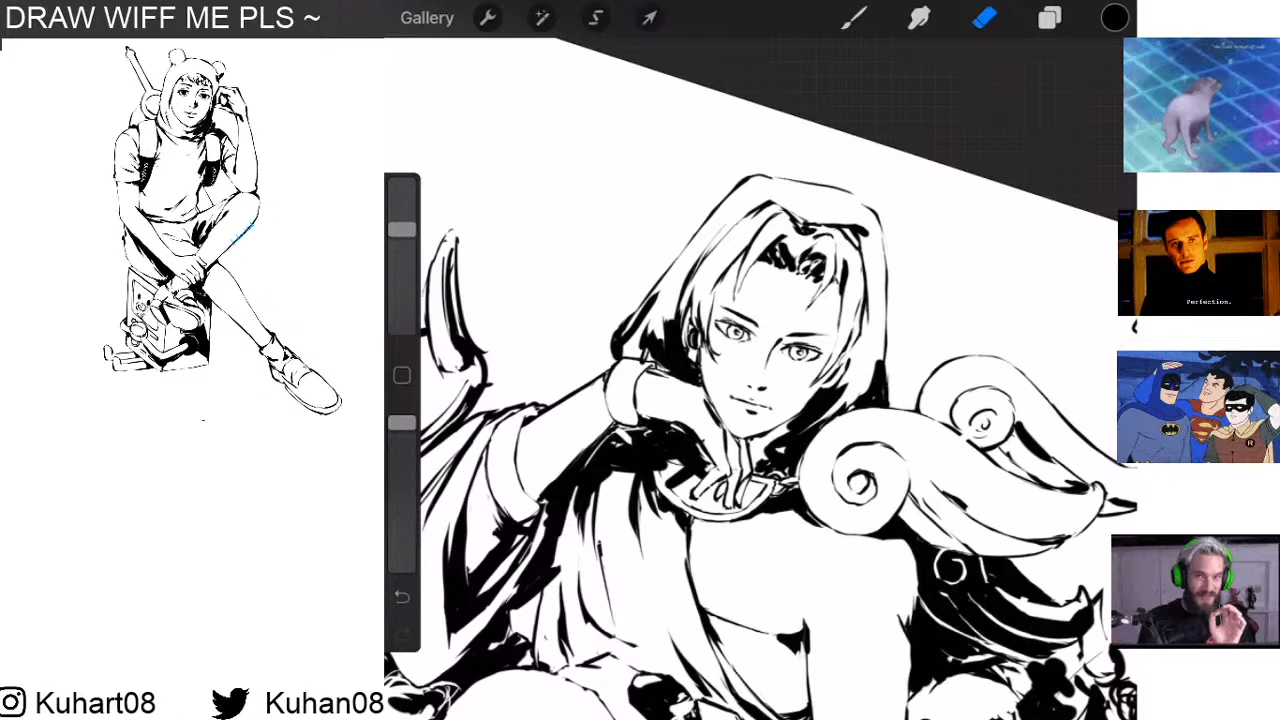 DRAW WIFF ME PLS ~
Gallery
Perfection.
Kuhart08
Kuhan08